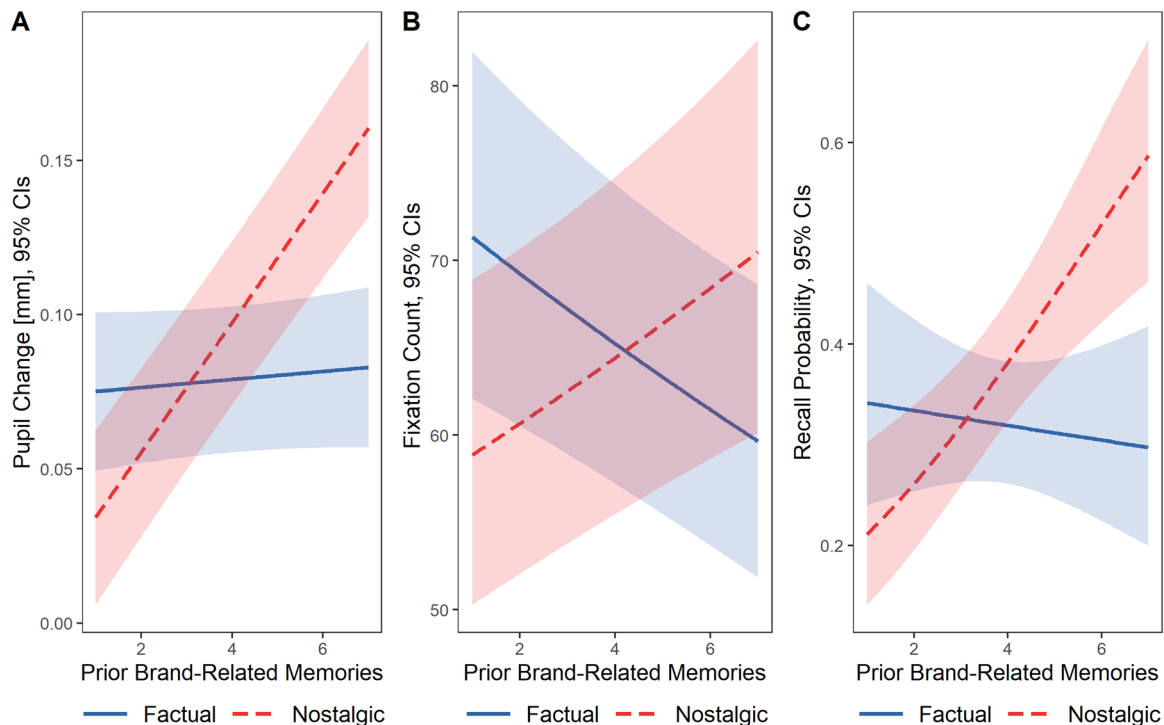 A
Pupil Change [mm], 95% CIs
0.15
0.10
0.05
0.00
2 4 6
Prior Brand-Related Memories
Factual Nostalgic
B
Fixation Count, 95% CIs
80
70
60
50
2 4 6
Prior Brand-Related Memories
Factual Nostalgic
C
Recall Probability, 95% CIs
0.6
0.4
0.2
2 4 6
Prior Brand-Related Memories
Factual Nostalgic